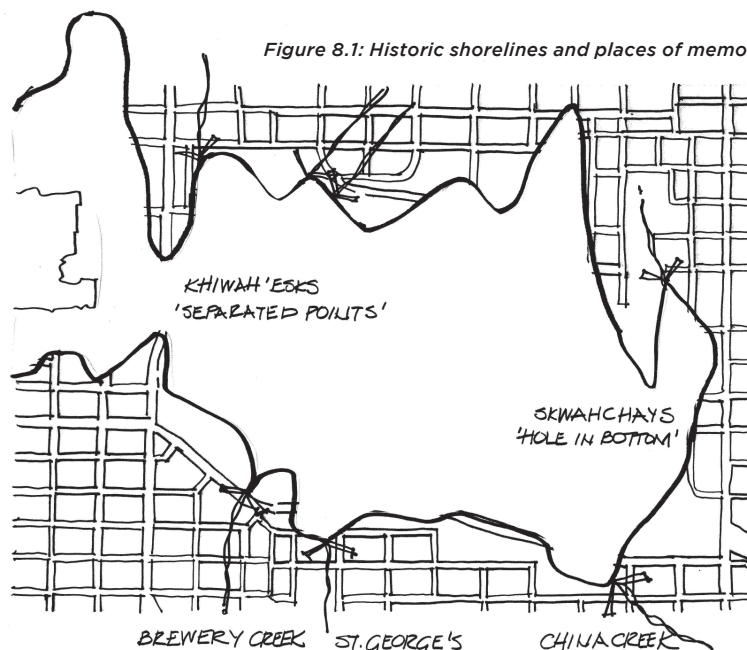 Figure 8.1: Historic shorelines and places of memo
KHIWAH'ESKS
'SEPARATED POINTS'
SKWAHCHAYS
'HOLE IN BOTTOM'
BREWERY CREEK
ST. GEORGE'S
CHINA CREEK